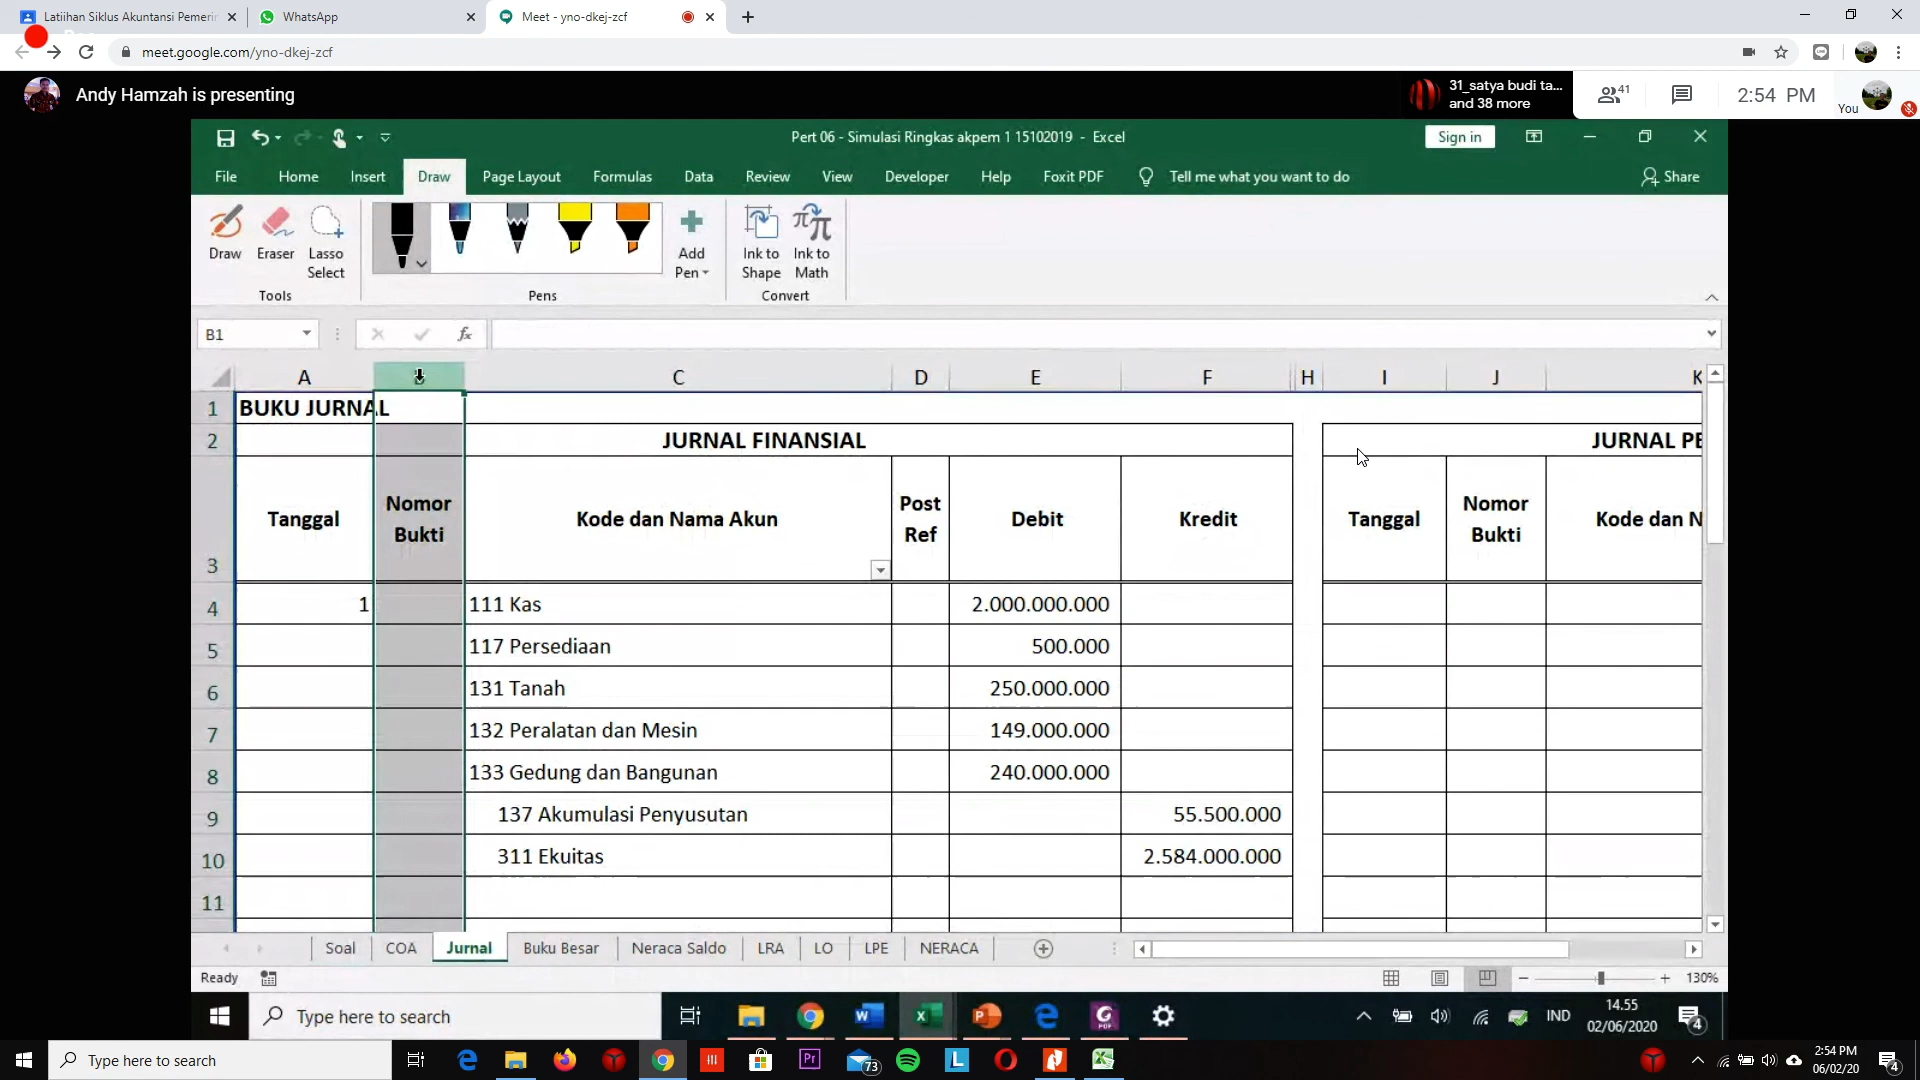 Latiihan Siklus Akuntansi Pemerin
WhatsApp
Meet - yno-dkej-zcf
meet.google.com/yno-dkej-zcf
Andy Hamzah is presenting
31_satya budi ta...
and 38 more
41
2:54 PM
You
Pert 06 - Simulasi Ringkas akpem 1 15102019 - Excel
Sign in
File Home Insert Draw Page Layout Formulas Data Review View Developer Help Foxit PDF Tell me what you want to do Share
Draw Eraser Lasso Select
Add Pen
Ink to Shape
Ink to Math
Tools Pens Convert
B1
fx
A C D E F H I J K
1 BUKU JURNAL
2 JURNAL FINANSIAL JURNAL PE
3 Tanggal Nomor Bukti Kode dan Nama Akun Post Ref Debit Kredit Tanggal Nomor Bukti Kode dan N
4 1 111 Kas 2.000.000.000
5 117 Persediaan 500.000
6 131 Tanah 250.000.000
7 132 Peralatan dan Mesin 149.000.000
8 133 Gedung dan Bangunan 240.000.000
9 137 Akumulasi Penyusutan 55.500.000
10 311 Ekuitas 2.584.000.000
11
Soal COA Jurnal Buku Besar Neraca Saldo LRA LO LPE NERACA
Ready
130%
Type here to search
IND
14.55
02/06/2020
4
Type here to search
Pr
73
L
2:54 PM
06/02/20
4